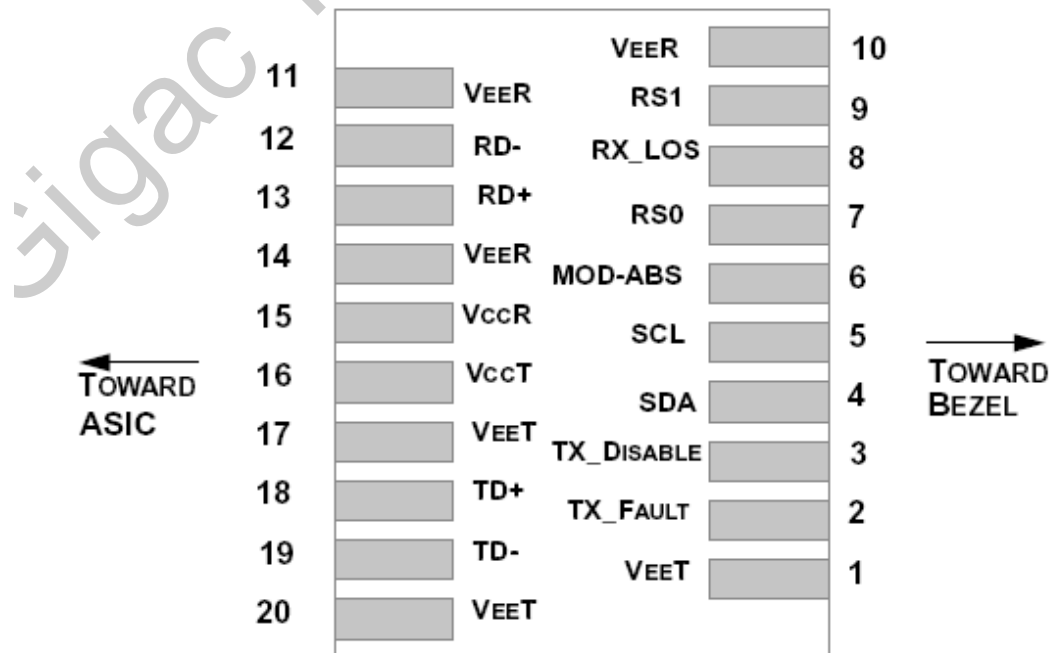 Gigac
VEER
10
11
VEER
RS1
9
12
RD-
RX_LOS
8
13
RD+
RS0
7
14
VEER
MOD-ABS
6
15
VccR
SCL
5
16
VccT
SDA
4
17
VEET
TX_DISABLE
3
18
TD+
TX_FAULT
2
19
TD-
VEET
1
20
VEET
TOWARD
ASIC
TOWARD
BEZEL